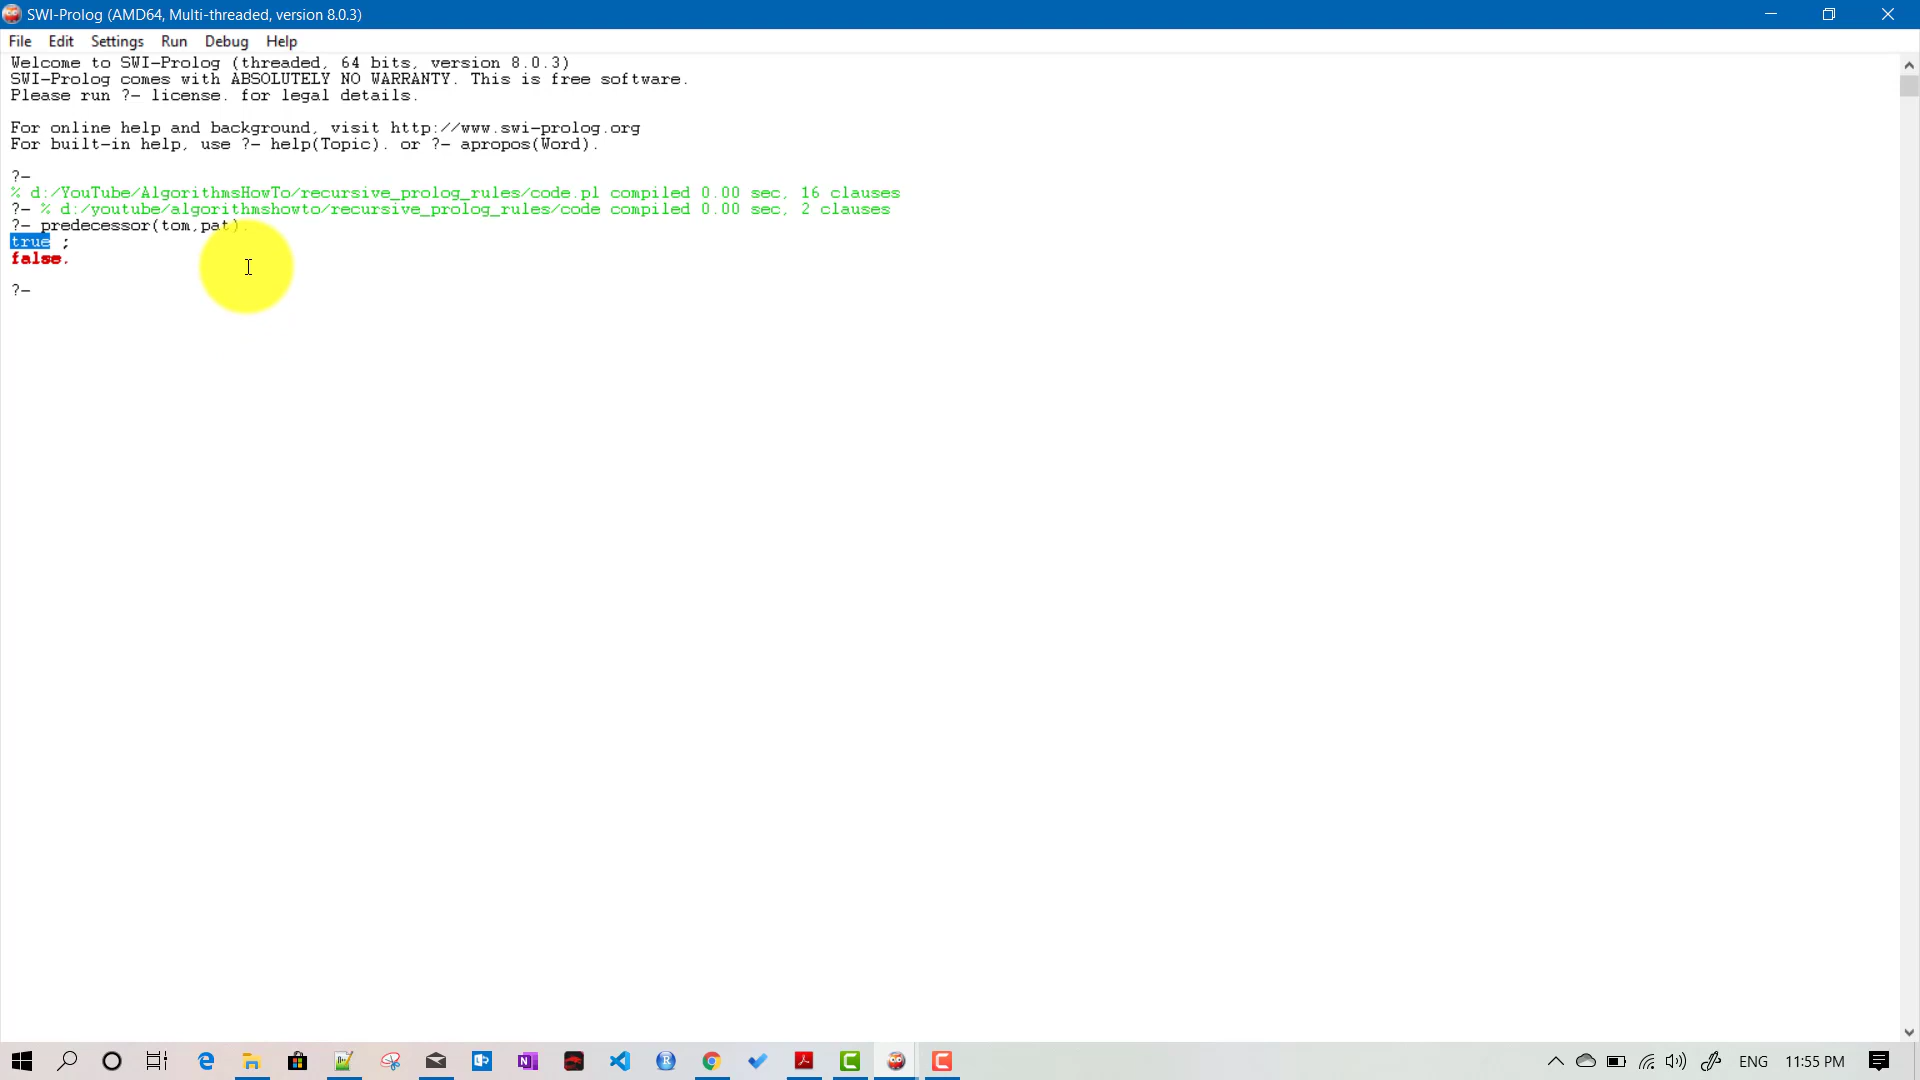 SWI-Prolog (AMD64, Multi-threaded, version 8.0.3)
File Edit Settings Run Debug Help
Welcome to SWI-Prolog (threaded, 64 bits, version 8.0.3)
SWI-Prolog comes with ABSOLUTELY NO WARRANTY. This is free software.
Please run ?- license. for legal details.
For online help and background, visit http://www.swi-prolog.org
For built-in help, use ?- help(Topic). or ?- apropos(Word).
?-
% d:/YouTube/AlgorithmsHowTo/recursive_prolog_rules/code.pl compiled 0.00 sec, 16 clauses
?- % d:/youtube/algorithmshowto/recursive_prolog_rules/code compiled 0.00 sec, 2 clauses
?- predecessor(tom,pat).
true ;
false.
?-
ENG 11:55 PM